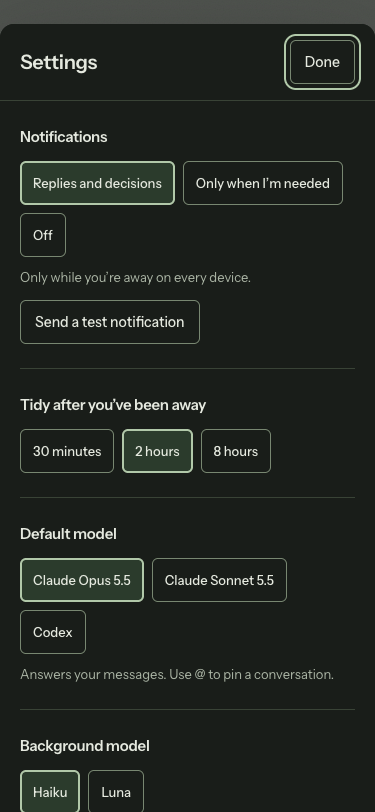 Settings
Done
Notifications
Replies and decisions
Only when I’m needed
Off
Only while you’re away on every device.
Send a test notification
Tidy after you’ve been away
30 minutes
2 hours
8 hours
Default model
Claude Opus 5.5
Claude Sonnet 5.5
Codex
Answers your messages. Use @ to pin a conversation.
Background model
Haiku
Luna